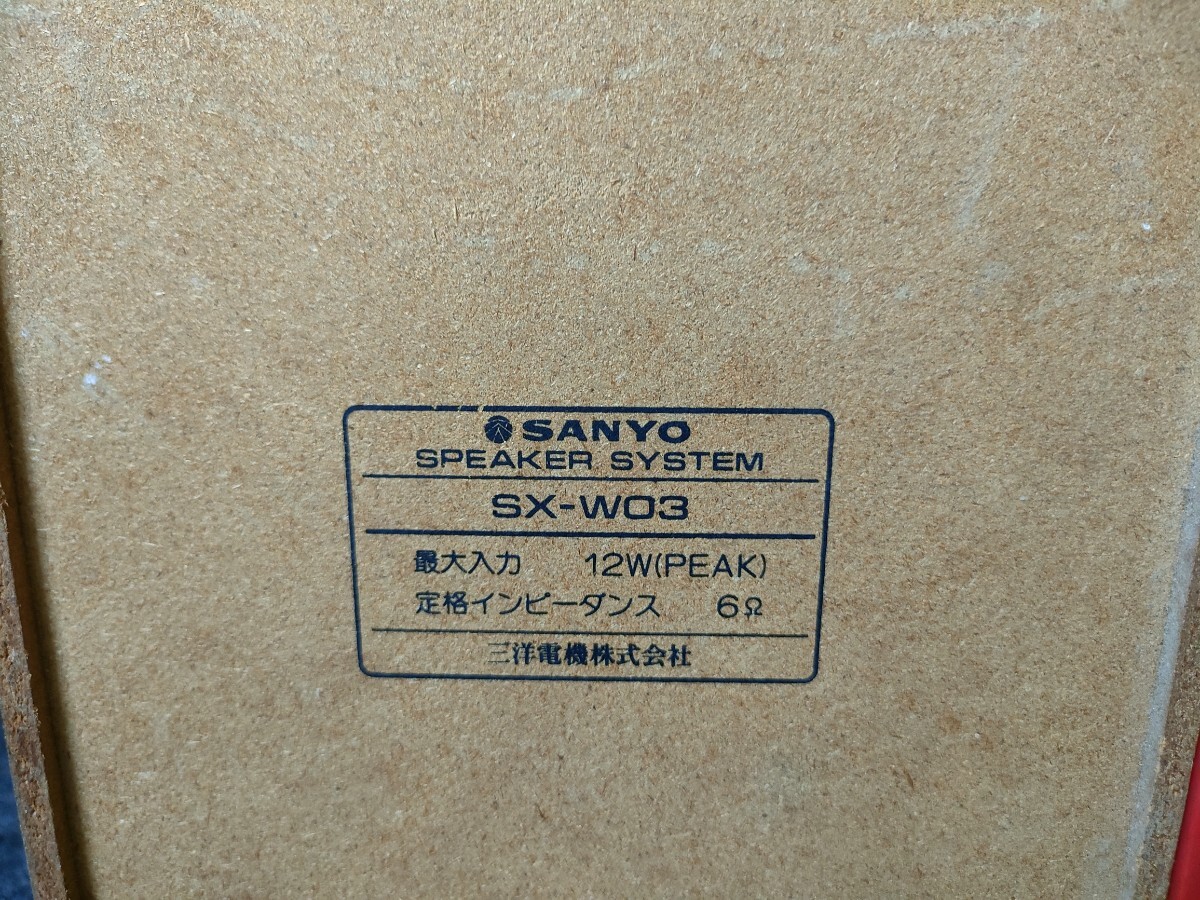 SANYO
SPEAKER SYSTEM
SX-W03
最大入力 12W(PEAK)
定格インピーダンス 6Ω
三洋電機株式会社